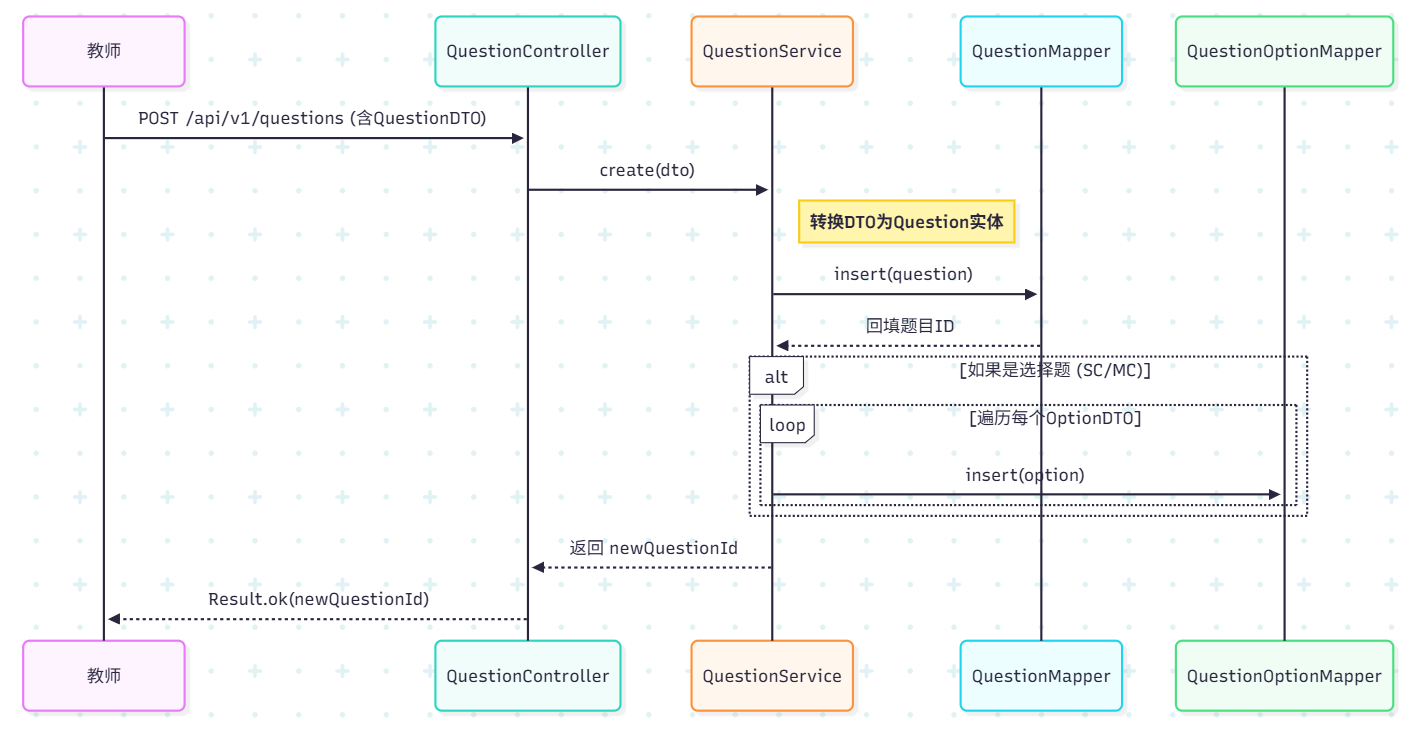 教师
QuestionController
QuestionService
QuestionMapper
QuestionOptionMapper
POST /api/v1/questions (含QuestionDTO)
create(dto)
转换DTO为Question实体
insert(question)
回填题目ID
alt
[如果是选择题 (SC/MC)]
loop
[遍历每个OptionDTO]
insert(option)
返回 newQuestionId
Result.ok(newQuestionId)
教师
QuestionController
QuestionService
QuestionMapper
QuestionOptionMapper